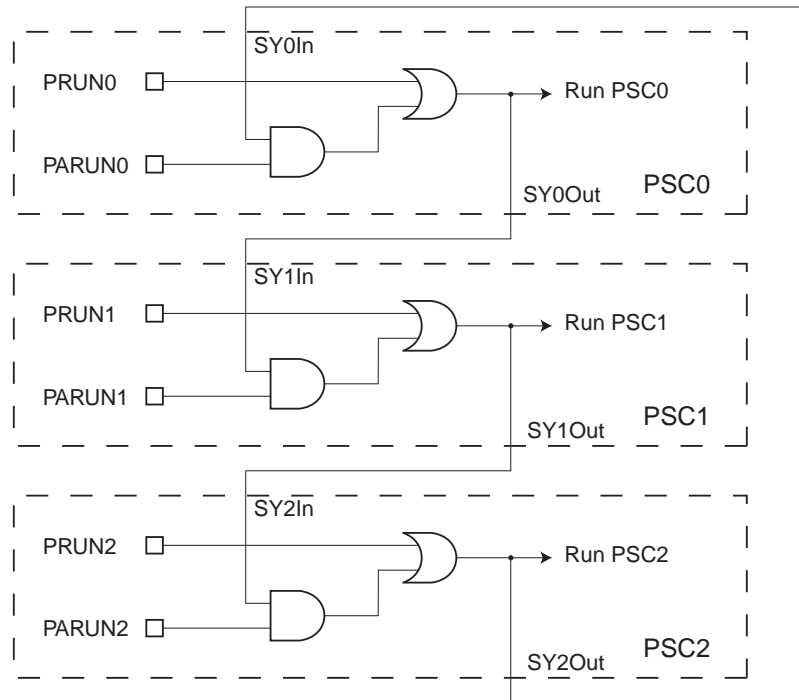 SY0In
PRUN0
Run PSC0
PARUN0
PSC0
SY0Out
SY1In
PRUN1
Run PSC1
PARUN1
PSC1
SY1Out
SY2In
PRUN2
Run PSC2
PARUN2
PSC2
SY2Out